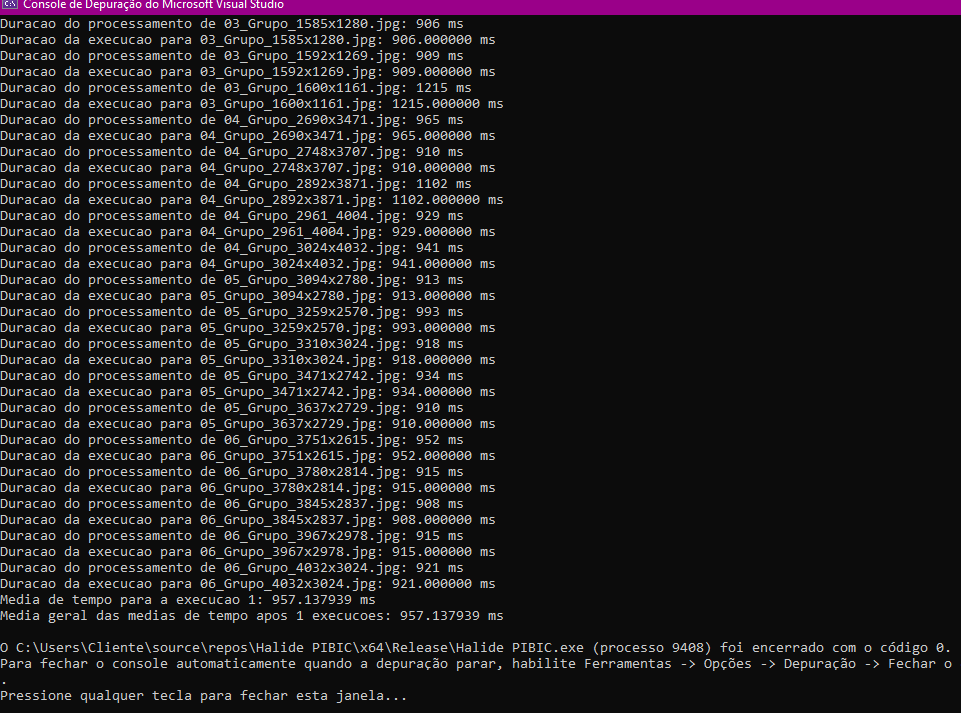 Console de Depuração do Microsoft Visual Studio
Duracao do processamento de 03_Grupo_1585x1280.jpg: 906 ms
Duracao da execucao para 03_Grupo_1585x1280.jpg: 906.000000 ms
Duracao do processamento de 03_Grupo_1592x1269.jpg: 909 ms
Duracao da execucao para 03_Grupo_1592x1269.jpg: 909.000000 ms
Duracao do processamento de 03_Grupo_1600x1161.jpg: 1215 ms
Duracao da execucao para 03_Grupo_1600x1161.jpg: 1215.000000 ms
Duracao do processamento de 04_Grupo_2690x3471.jpg: 965 ms
Duracao da execucao para 04_Grupo_2690x3471.jpg: 965.000000 ms
Duracao do processamento de 04_Grupo_2748x3707.jpg: 910 ms
Duracao da execucao para 04_Grupo_2748x3707.jpg: 910.000000 ms
Duracao do processamento de 04_Grupo_2892x3871.jpg: 1102 ms
Duracao da execucao para 04_Grupo_2892x3871.jpg: 1102.000000 ms
Duracao do processamento de 04_Grupo_2961_4004.jpg: 929 ms
Duracao da execucao para 04_Grupo_2961_4004.jpg: 929.000000 ms
Duracao do processamento de 04_Grupo_3024x4032.jpg: 941 ms
Duracao da execucao para 04_Grupo_3024x4032.jpg: 941.000000 ms
Duracao do processamento de 05_Grupo_3094x2780.jpg: 913 ms
Duracao da execucao para 05_Grupo_3094x2780.jpg: 913.000000 ms
Duracao do processamento de 05_Grupo_3259x2570.jpg: 993 ms
Duracao da execucao para 05_Grupo_3259x2570.jpg: 993.000000 ms
Duracao do processamento de 05_Grupo_3310x3024.jpg: 918 ms
Duracao da execucao para 05_Grupo_3310x3024.jpg: 918.000000 ms
Duracao do processamento de 05_Grupo_3471x2742.jpg: 934 ms
Duracao da execucao para 05_Grupo_3471x2742.jpg: 934.000000 ms
Duracao do processamento de 05_Grupo_3637x2729.jpg: 910 ms
Duracao da execucao para 05_Grupo_3637x2729.jpg: 910.000000 ms
Duracao do processamento de 06_Grupo_3751x2615.jpg: 952 ms
Duracao da execucao para 06_Grupo_3751x2615.jpg: 952.000000 ms
Duracao do processamento de 06_Grupo_3780x2814.jpg: 915 ms
Duracao da execucao para 06_Grupo_3780x2814.jpg: 915.000000 ms
Duracao do processamento de 06_Grupo_3845x2837.jpg: 908 ms
Duracao da execucao para 06_Grupo_3845x2837.jpg: 908.000000 ms
Duracao do processamento de 06_Grupo_3967x2978.jpg: 915 ms
Duracao da execucao para 06_Grupo_3967x2978.jpg: 915.000000 ms
Duracao do processamento de 06_Grupo_4032x3024.jpg: 921 ms
Duracao da execucao para 06_Grupo_4032x3024.jpg: 921.000000 ms
Media de tempo para a execucao 1: 957.137939 ms
Media geral das medias de tempo apos 1 execucoes: 957.137939 ms
O C:\Users\Cliente\source\repos\Halide PIBIC\x64\Release\Halide PIBIC.exe (processo 9408) foi encerrado com o código 0.
Para fechar o console automaticamente quando a depuração parar, habilite Ferramentas -> Opções -> Depuração -> Fechar o
.
Pressione qualquer tecla para fechar esta janela...